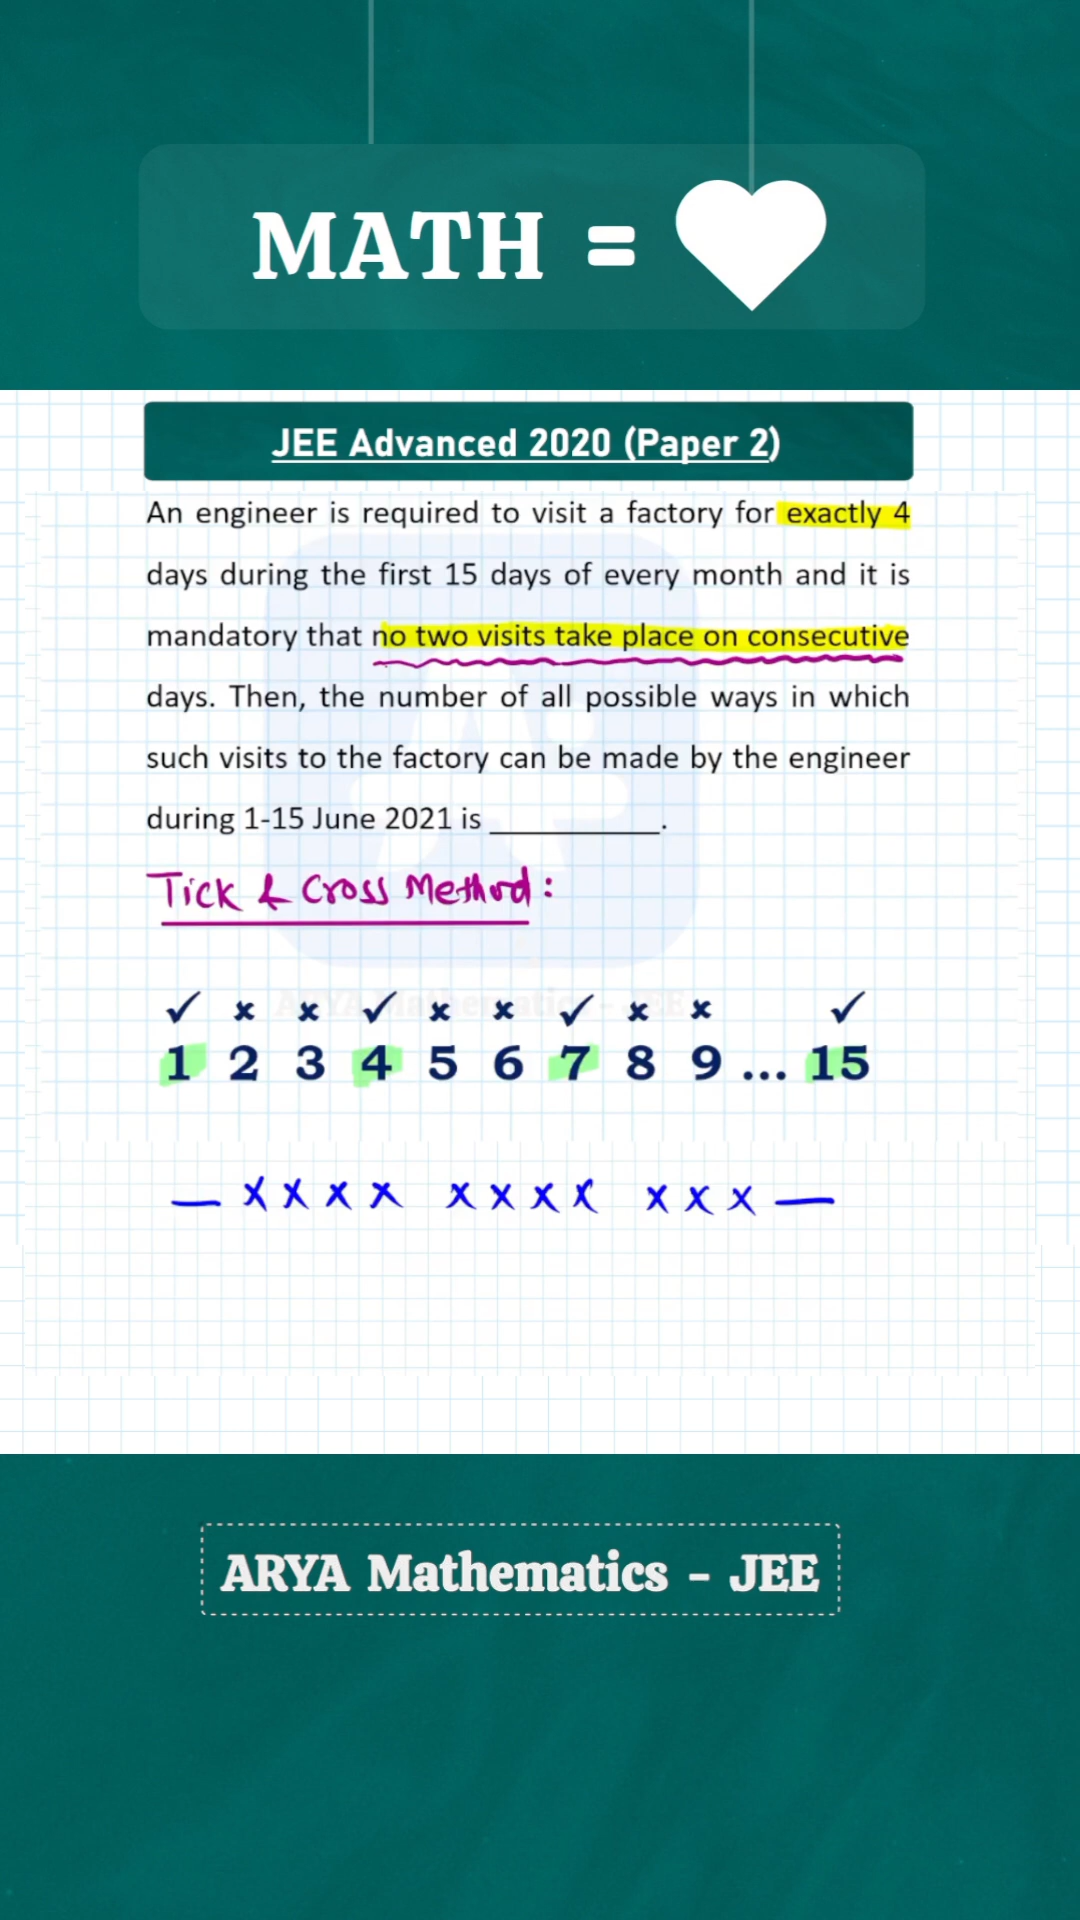 MATH =
JEE Advanced 2020 (Paper 2)
An engineer is required to visit a factory for exactly 4
days during the first 15 days of every month and it is
mandatory that no two visits take place on consecutive
days. Then, the number of all possible ways in which
such visits to the factory can be made by the engineer
during 1-15 June 2021 is __________.
Tick & Cross Method :
ARYA Mathematics - JEE
✓ × × ✓ × × ✓ × × ✓
1 2 3 4 5 6 7 8 9 ... 15
— x x x x x x x x x x x —
ARYA Mathematics - JEE